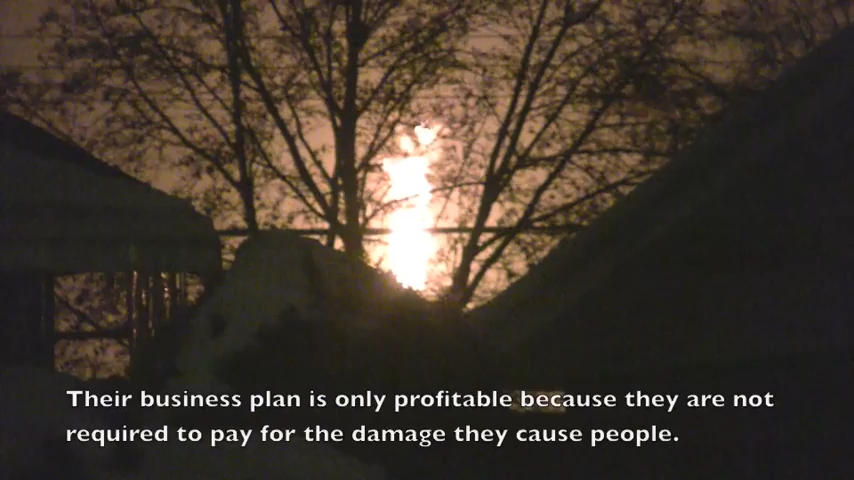 Their business plan is only profitable because they are not
required to pay for the damage they cause people.